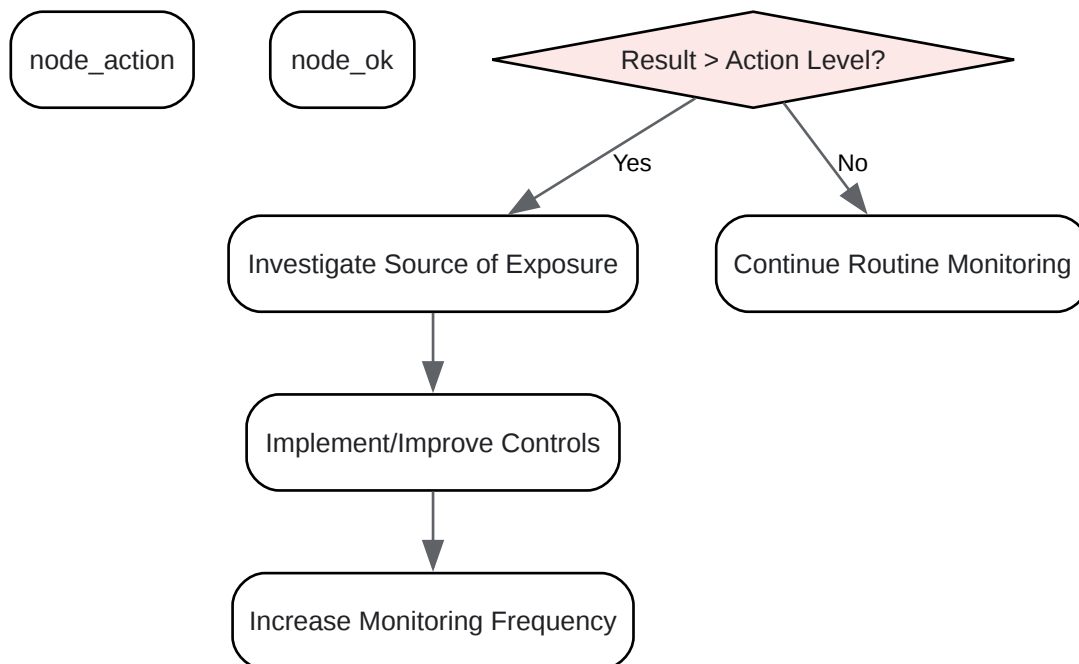 node_action
node_ok
Result > Action Level?
Yes
No
Investigate Source of Exposure
Continue Routine Monitoring
Implement/Improve Controls
Increase Monitoring Frequency